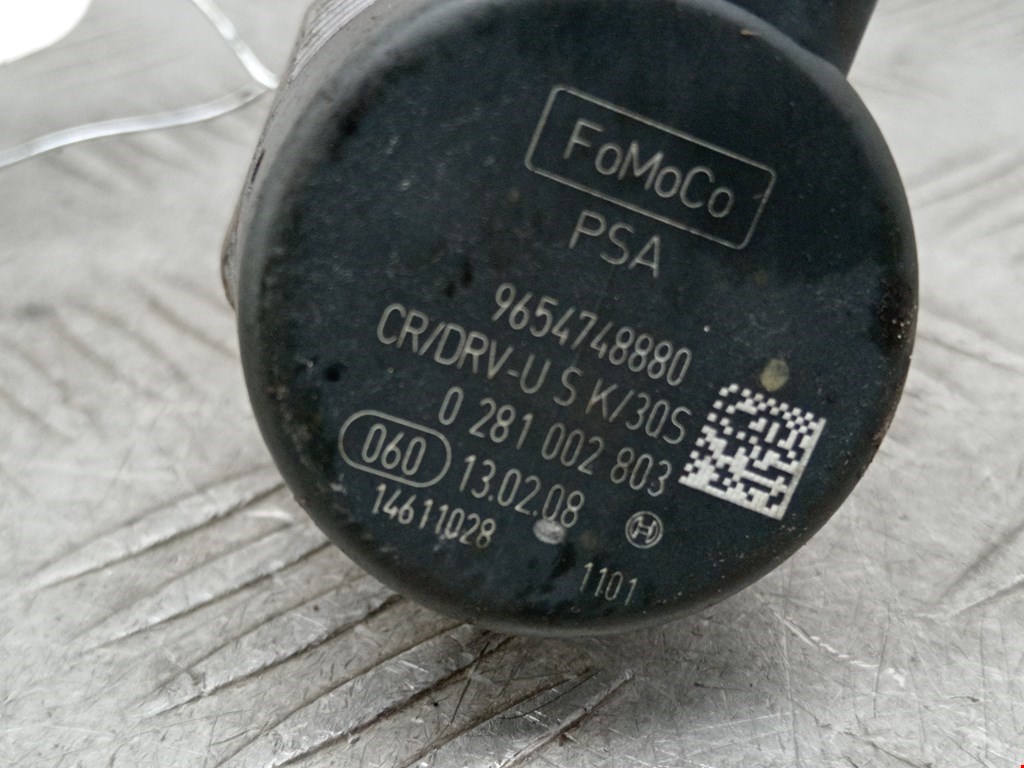 FoMoCo
PSA
9654748880
CR/DRV-U S K/30S
0 281 002 803
060 13.02.08
14611028
1101